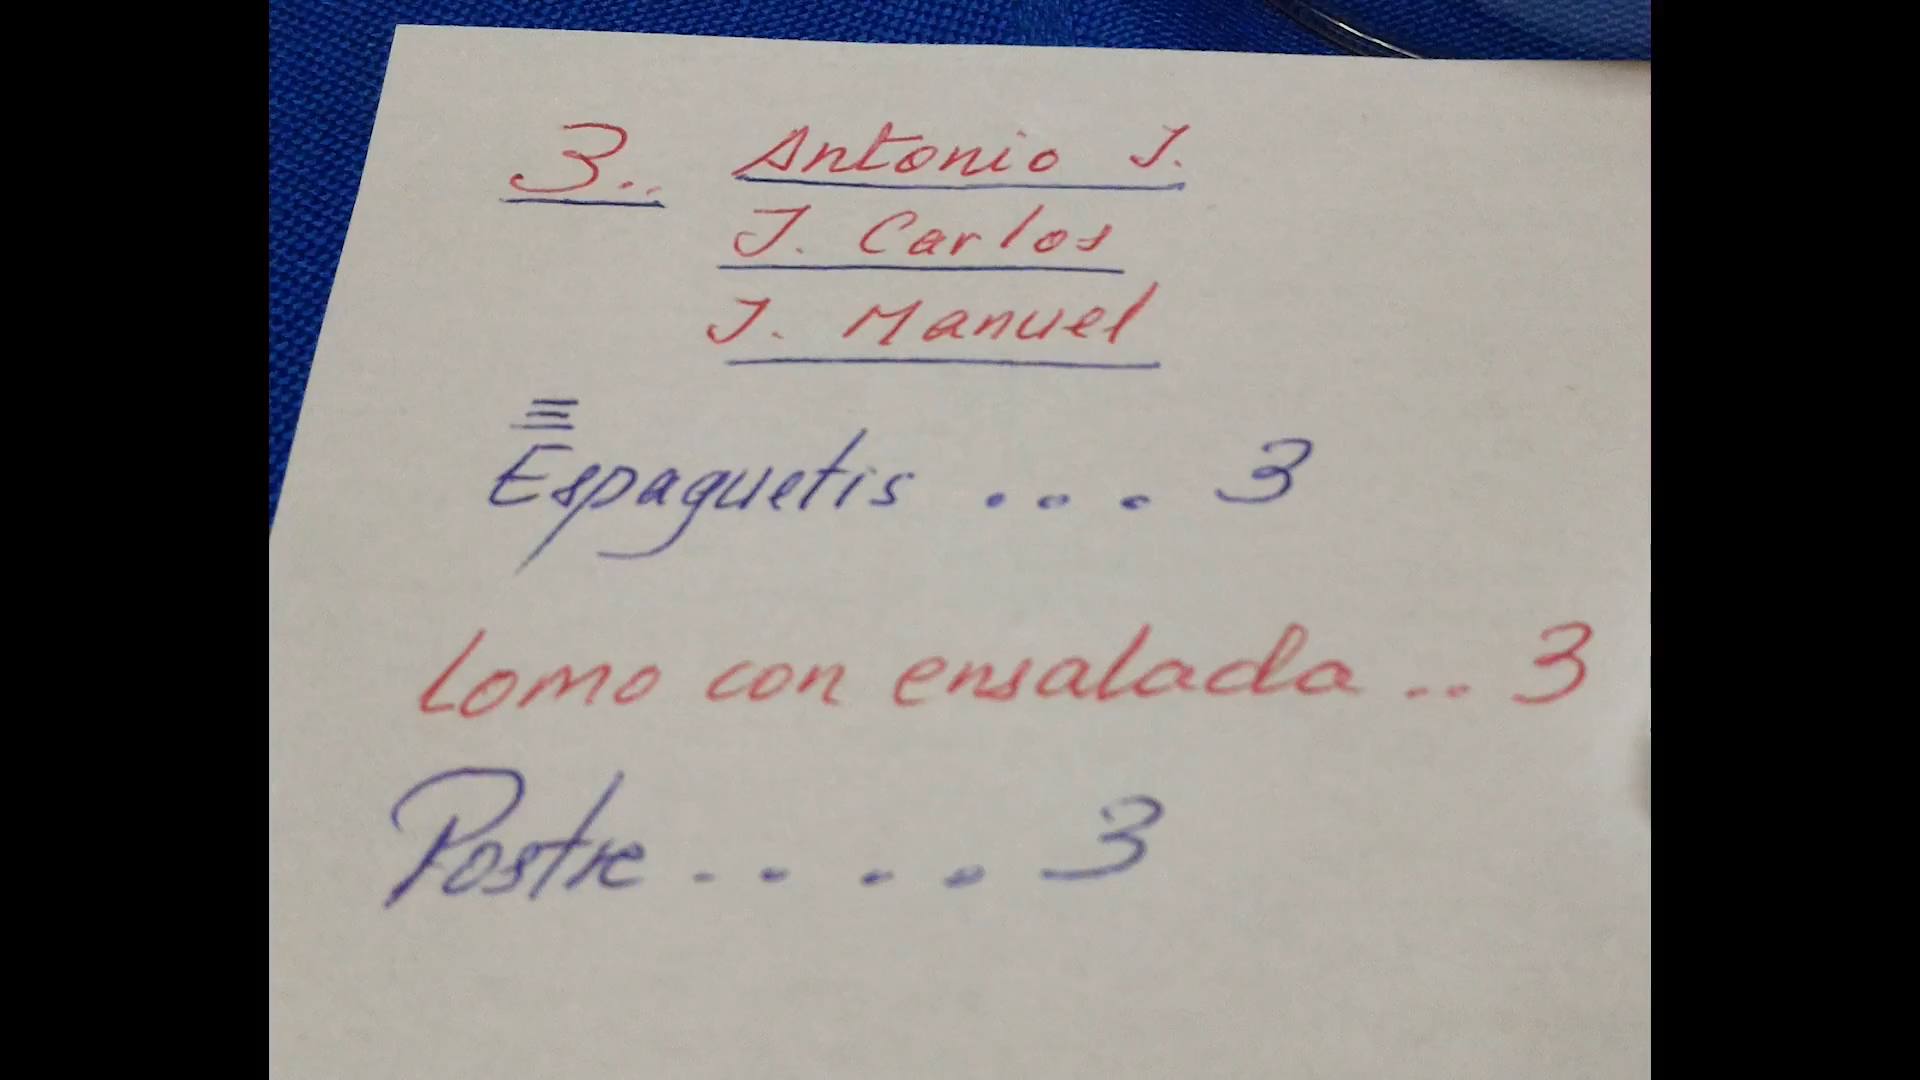 3.. Antonio J.
J. Carlos
J. Manuel
Espaguetis ... 3
Lomo con ensalada .. 3
Postre .... 3